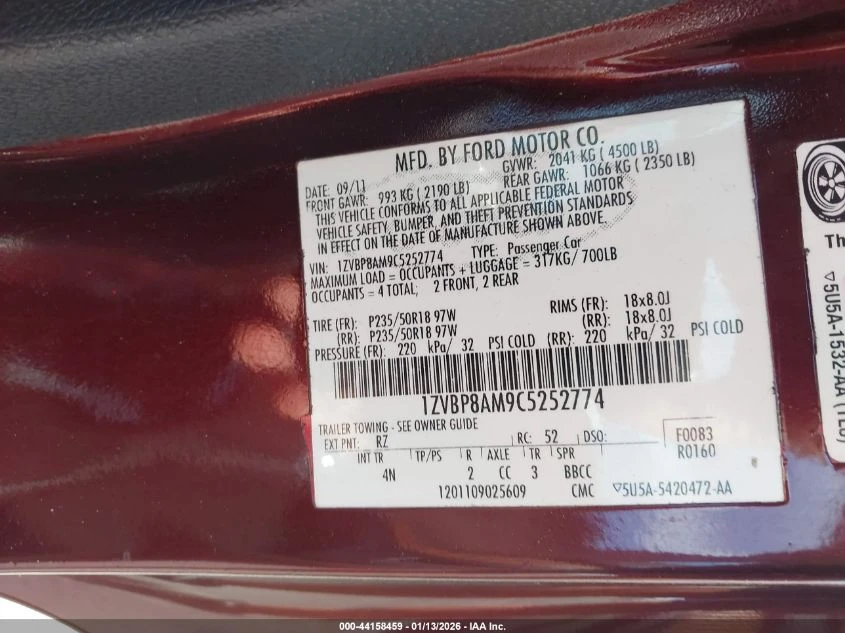 MFD. BY FORD MOTOR CO.
DATE: 09/11
GVWR: 2041 KG ( 4500 LB)
FRONT GAWR: 993 KG ( 2190 LB)
REAR GAWR: 1066 KG ( 2350 LB)
THIS VEHICLE CONFORMS TO ALL APPLICABLE FEDERAL MOTOR
VEHICLE SAFETY, BUMPER, AND THEFT PREVENTION STANDARDS
IN EFFECT ON THE DATE OF MANUFACTURE SHOWN ABOVE.
VIN: 1ZVBP8AM9C5252774 TYPE: Passenger Car
MAXIMUM LOAD = OCCUPANTS + LUGGAGE = 317KG/ 700LB
OCCUPANTS = 4 TOTAL; 2 FRONT, 2 REAR
TIRE (FR): P235/50R18 97W RIMS (FR): 18x8.0J
(RR): P235/50R18 97W (RR): 18x8.0J
PRESSURE (FR): 220 kPa/ 32 PSI COLD (RR): 220 kPa/ 32 PSI COLD
1ZVBP8AM9C5252774
TRAILER TOWING - SEE OWNER GUIDE
EXT PNT: RZ RC: 52 DSO: F0083
R0160
INT TR TP/PS R AXLE TR SPR
4N 2 CC 3 BBCC
1201109025609 CMC ▽5U5A-5420472-AA
Th
▽5U5A-1532-AA (TEO)
000-44158459 - 01/13/2026 - IAA Inc.